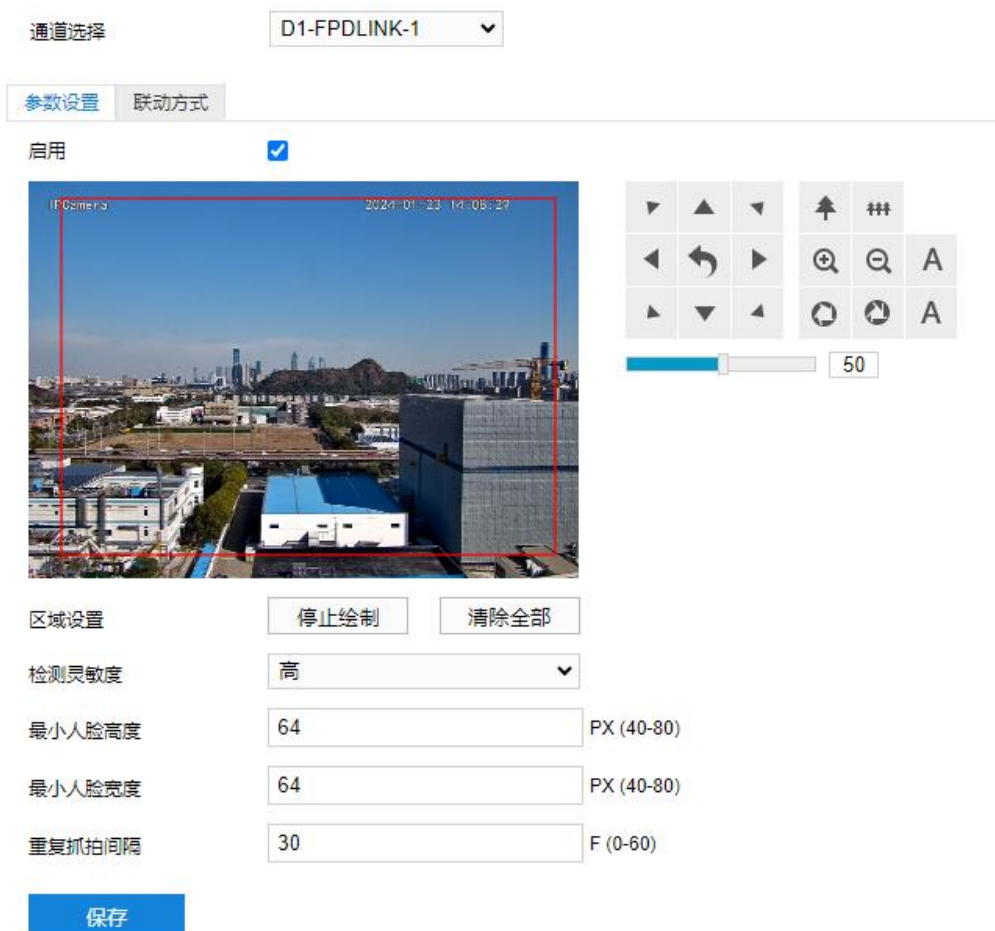 通道选择
D1-FPDLINK-1
参数设置 联动方式
启用
IPCamera 2024-01-23 14:06:27
A
A
50
区域设置 停止绘制 清除全部
检测灵敏度 高
最小人脸高度 64 PX (40-80)
最小人脸宽度 64 PX (40-80)
重复抓拍间隔 30 F (0-60)
保存